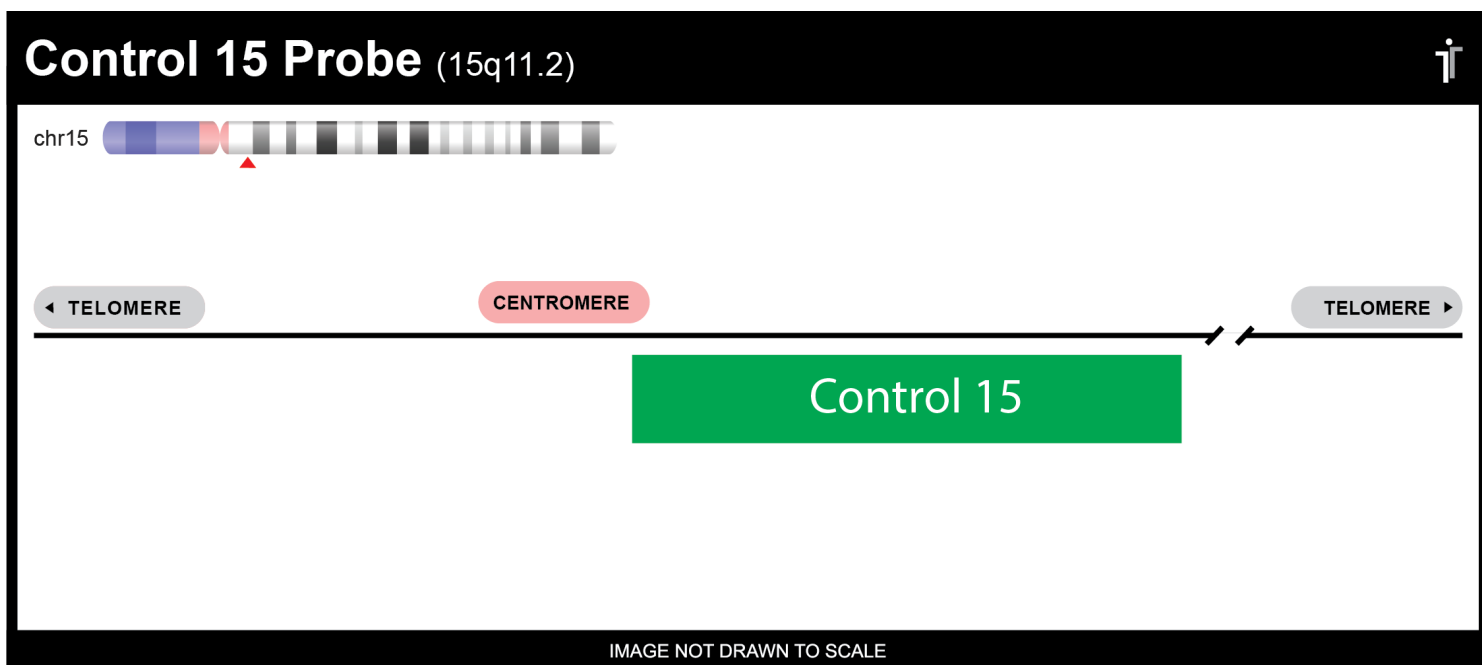 Control 15 Probe (15q11.2)
chr15
TELOMERE
CENTROMERE
TELOMERE
Control 15
IMAGE NOT DRAWN TO SCALE